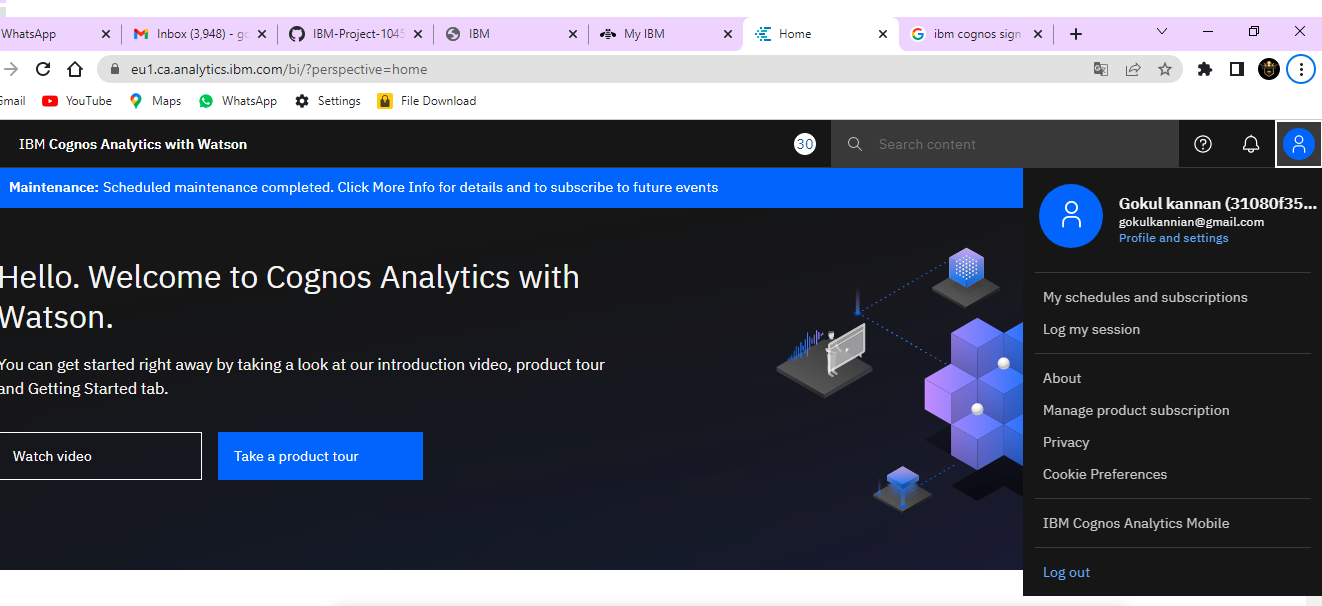 WhatsApp
Inbox (3,948) - go
IBM-Project-1045
IBM
My IBM
Home
ibm cognos sign
eu1.ca.analytics.ibm.com/bi/?perspective=home
Gmail
YouTube
Maps
WhatsApp
Settings
File Download
IBM Cognos Analytics with Watson
30
Search content
Maintenance: Scheduled maintenance completed. Click More Info for details and to subscribe to future events
Gokul kannan (31080f35...
gokulkannian@gmail.com
Profile and settings
Hello. Welcome to Cognos Analytics with
Watson.
You can get started right away by taking a look at our introduction video, product tour
and Getting Started tab.
Watch video
Take a product tour
My schedules and subscriptions
Log my session
About
Manage product subscription
Privacy
Cookie Preferences
IBM Cognos Analytics Mobile
Log out